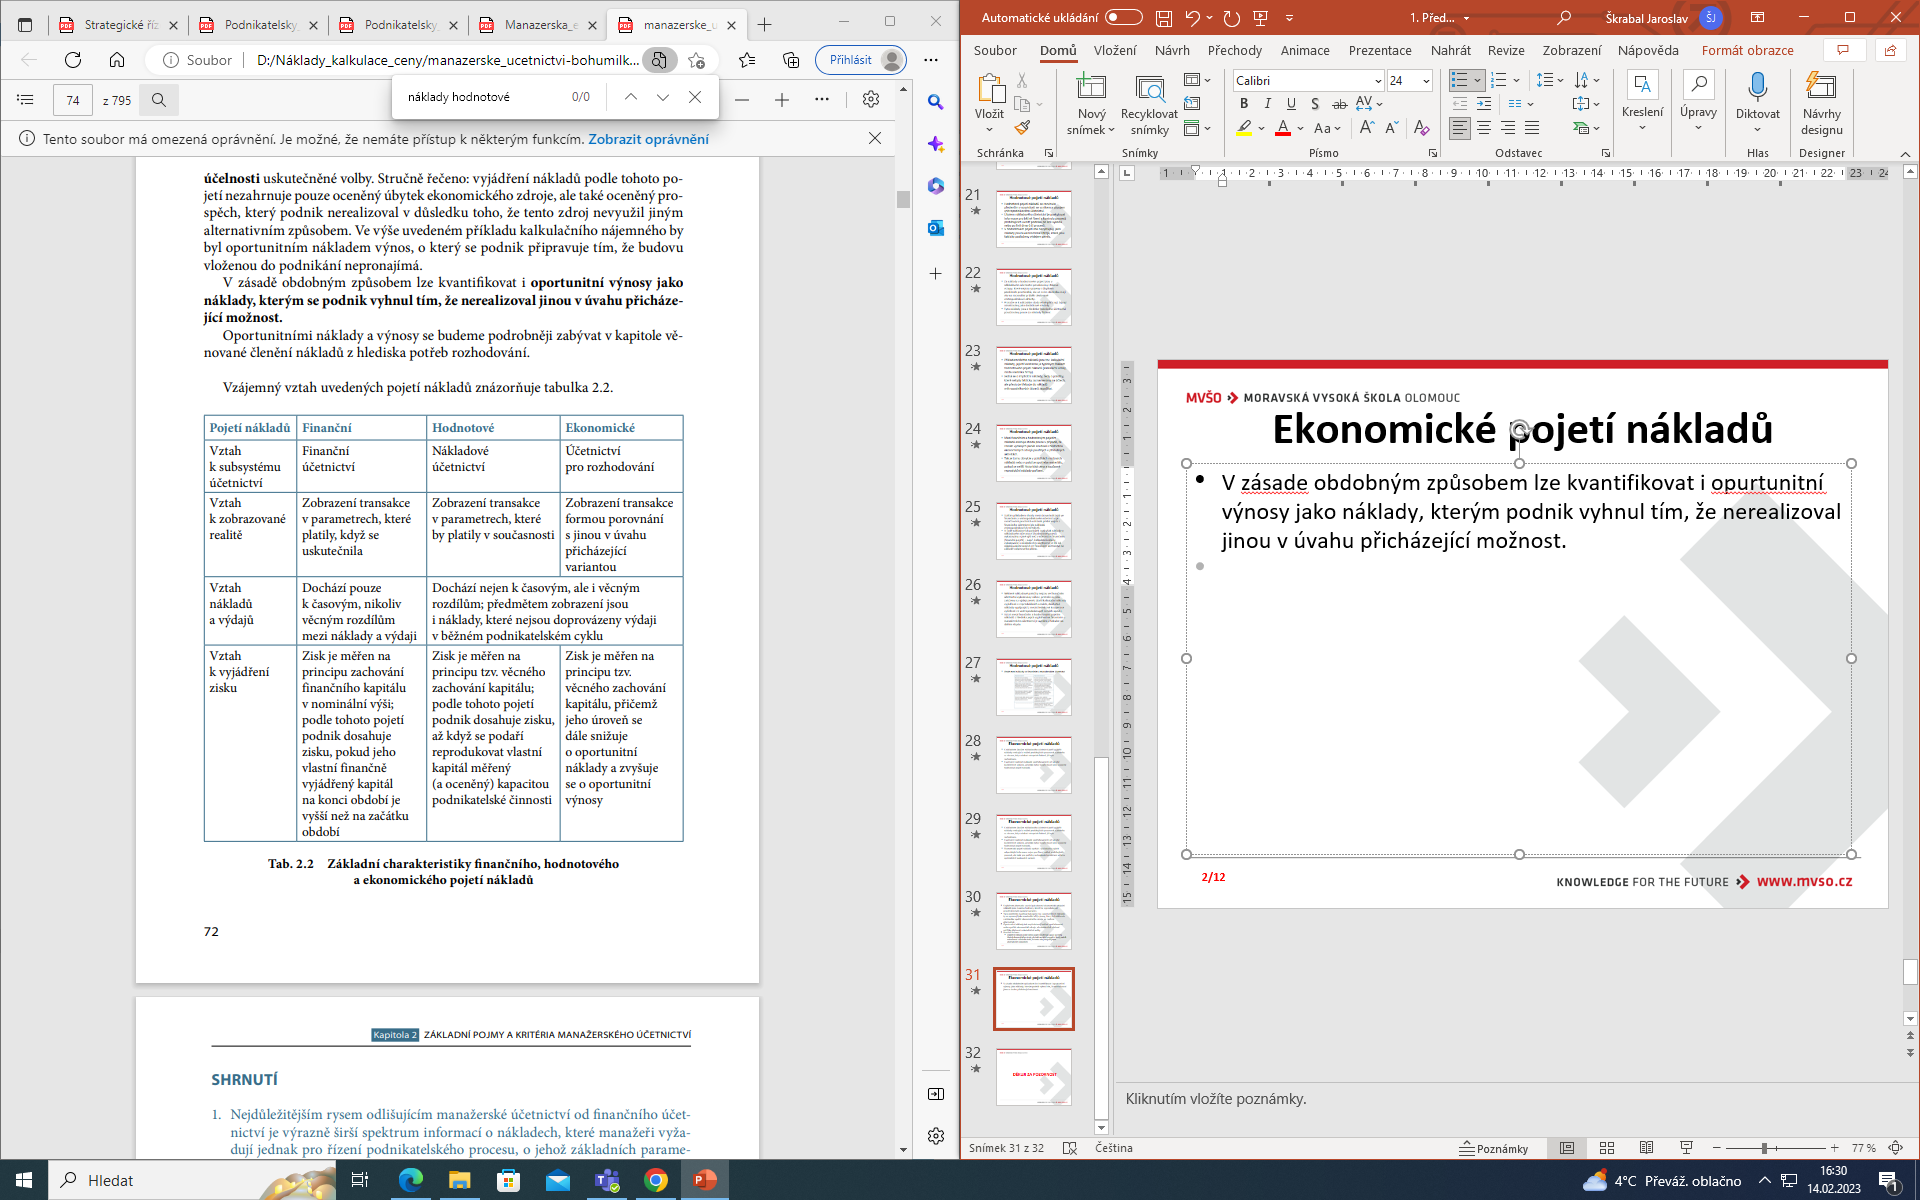 Strategické říz
Podnikatelsky
Podnikatelsky
Manazerska_e
manazerske_u
Soubor
D:/Náklady_kalkulace_ceny/manazerske_ucetnictvi-bohumilk...
Přihlásit
74
z 795
náklady hodnotové
0/0
Tento soubor má omezená oprávnění. Je možné, že nemáte přístup k některým funkcím. Zobrazit oprávnění
účelnosti uskutečněné volby. Stručně řečeno: vyjádření nákladů podle tohoto po-
jetí nezahrnuje pouze oceněný úbytek ekonomického zdroje, ale také oceněný pro-
spěch, který podnik nerealizoval v důsledku toho, že tento zdroj nevyužil jiným
alternativním způsobem. Ve výše uvedeném příkladu kalkulačního nájemného by
byl oportunitním nákladem výnos, o který se podnik připravuje tím, že budovu
vloženou do podnikání nepronajímá.
V zásadě obdobným způsobem lze kvantifikovat i oportunitní výnosy jako
náklady, kterým se podnik vyhnul tím, že nerealizoval jinou v úvahu přicháze-
jící možnost.
Oportunitními náklady a výnosy se budeme podrobněji zabývat v kapitole vě-
nované členění nákladů z hlediska potřeb rozhodování.
Vzájemný vztah uvedených pojetí nákladů znázorňuje tabulka 2.2.
Pojetí nákladů
Finanční
Hodnotové
Ekonomické
Vztah
k subsystému
účetnictví
Finanční
účetnictví
Nákladové
účetnictví
Účetnictví
pro rozhodování
Vztah
k zobrazované
realitě
Zobrazení transakce
v parametrech, které
platily, když se
uskutečnila
Zobrazení transakce
v parametrech, které
by platily v současnosti
Zobrazení transakce
formou porovnání
s jinou v úvahu
přicházející
variantou
Vztah
nákladů
a výdajů
Dochází pouze
k časovým, nikoliv
věcným rozdílům
mezi náklady a výdaji
Dochází nejen k časovým, ale i věcným
rozdílům; předmětem zobrazení jsou
i náklady, které nejsou doprovázeny výdaji
v běžném podnikatelském cyklu
Vztah
k vyjádření
zisku
Zisk je měřen na
principu zachování
finančního kapitálu
v nominální výši;
podle tohoto pojetí
podnik dosahuje
zisku, pokud jeho
vlastní finančně
vyjádřený kapitál
na konci období je
vyšší než na začátku
období
Zisk je měřen na
principu tzv. věcného
zachování kapitálu;
podle tohoto pojetí
podnik dosahuje zisku,
až když se podaří
reprodukovat vlastní
kapitál měřený
(a oceněný) kapacitou
podnikatelské činnosti
Zisk je měřen na
principu tzv.
věcného zachování
kapitálu, přičemž
jeho úroveň se
dále snižuje
o oportunitní
náklady a zvyšuje
se o oportunitní
výnosy
Tab. 2.2 Základní charakteristiky finančního, hodnotového
a ekonomického pojetí nákladů
72
Kapitola 2 ZÁKLADNÍ POJMY A KRITÉRIA MANAŽERSKÉHO ÚČETNICTVÍ
SHRNUTÍ
1. Nejdůležitějším rysem odlišujícím manažerské účetnictví od finančního účet-
nictví je výrazně širší spektrum informací o nákladech, které manažeři vyža-
dují jednak pro řízení podnikatelského procesu, o jehož základních parame-
Automatické ukládání
1. Před...
Škrabal Jaroslav
ŠJ
Soubor
Domů
Vložení
Návrh
Přechody
Animace
Prezentace
Nahrát
Revize
Zobrazení
Nápověda
Formát obrazce
Vložit
Schránka
Nový
snímek
Recyklovat
snímky
Snímky
Calibri
24
Písmo
Odstavec
Kreslení
Úpravy
Diktovat
Hlas
Návrhy
designu
Designer
21
22
23
24
25
26
27
28
29
30
31
32
MVŠO MORAVSKÁ VYSOKÁ ŠKOLA OLOMOUC
Ekonomické pojetí nákladů
• V zásade obdobným způsobem lze kvantifikovat i opurtunitní
výnosy jako náklady, kterým podnik vyhnul tím, že nerealizoval
jinou v úvahu přicházející možnost.
2/12
KNOWLEDGE FOR THE FUTURE www.mvso.cz
Kliknutím vložíte poznámky.
Snímek 31 z 32
Čeština
Poznámky
77 %
Hledat
4°C Převáž. oblačno
16:30
14.02.2023
1